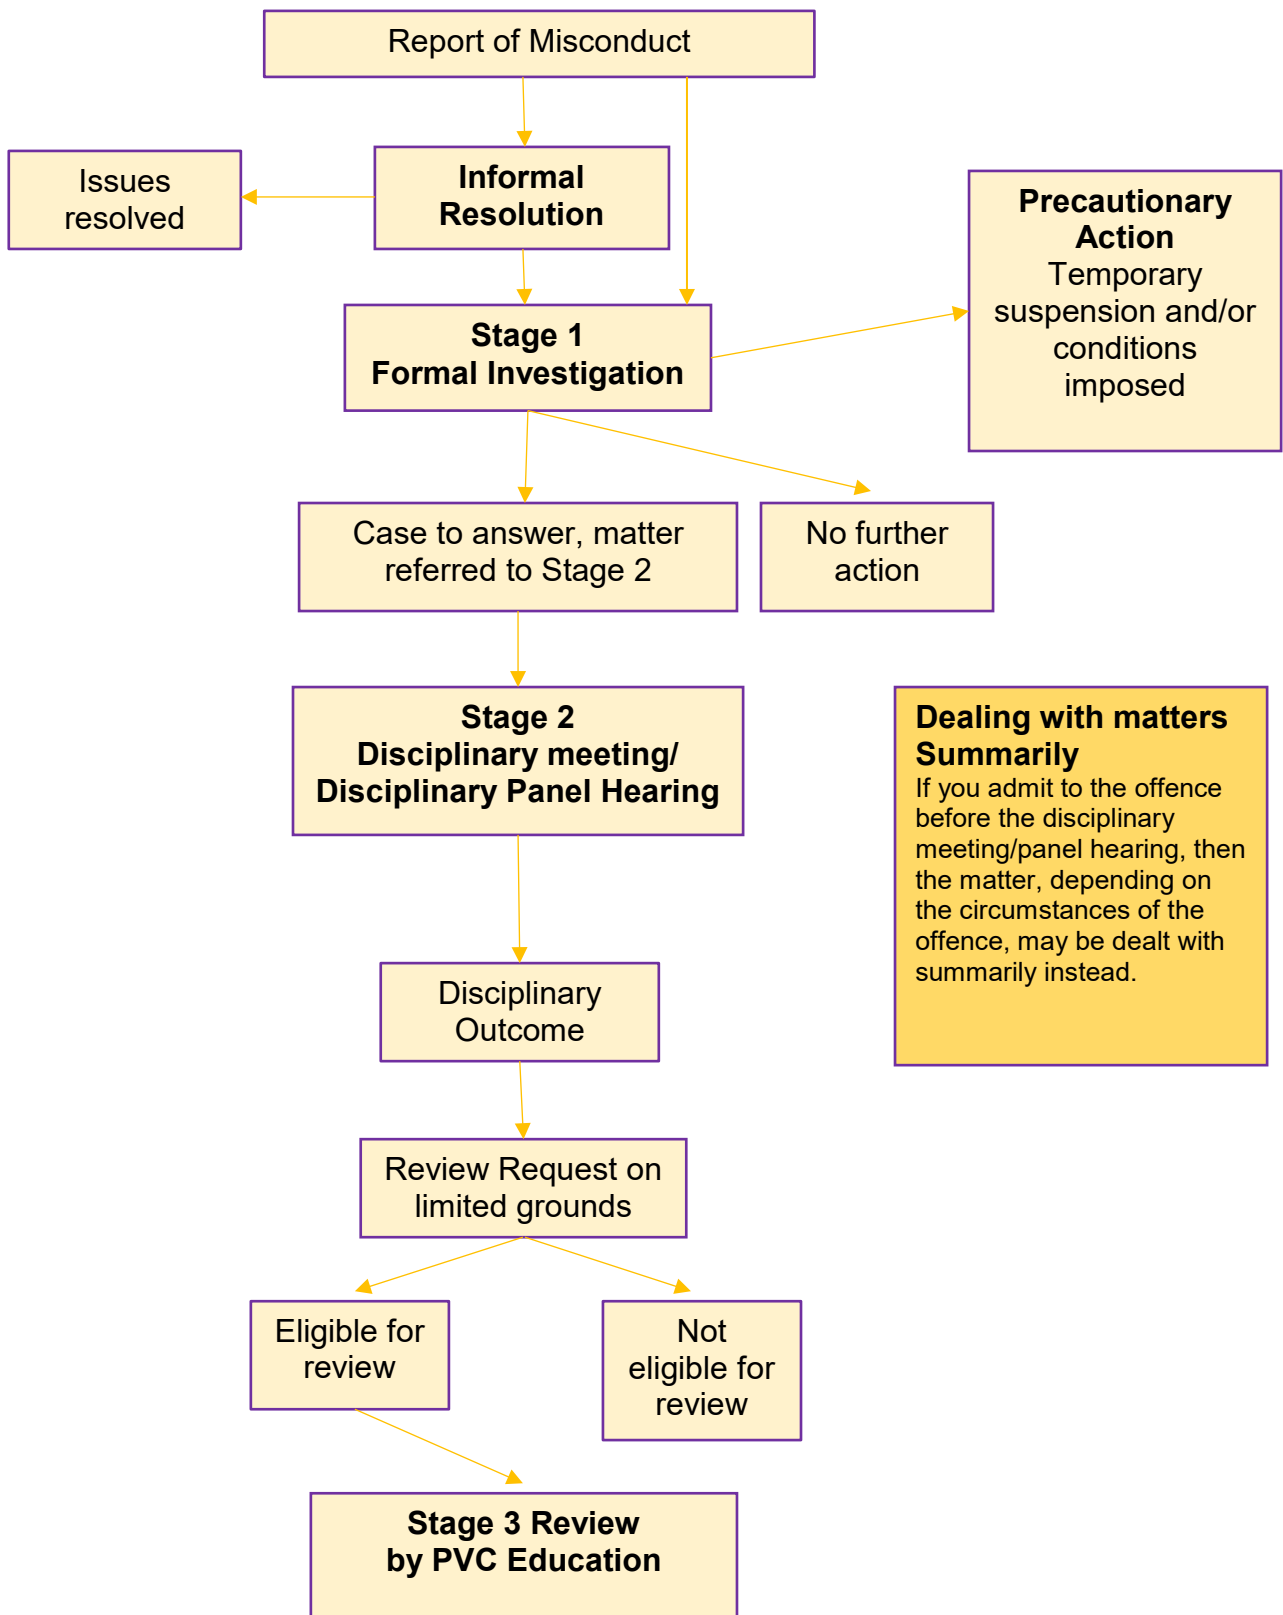 Report of Misconduct
Issues
resolved
Informal
Resolution
Precautionary
Action
Temporary
suspension and/or
conditions
imposed
Stage 1
Formal Investigation
Case to answer, matter
referred to Stage 2
No further
action
Stage 2
Disciplinary meeting/
Disciplinary Panel Hearing
Dealing with matters
Summarily
If you admit to the offence
before the disciplinary
meeting/panel hearing, then
the matter, depending on
the circumstances of the
offence, may be dealt with
summarily instead.
Disciplinary
Outcome
Review Request on
limited grounds
Eligible for
review
Not
eligible for
review
Stage 3 Review
by PVC Education